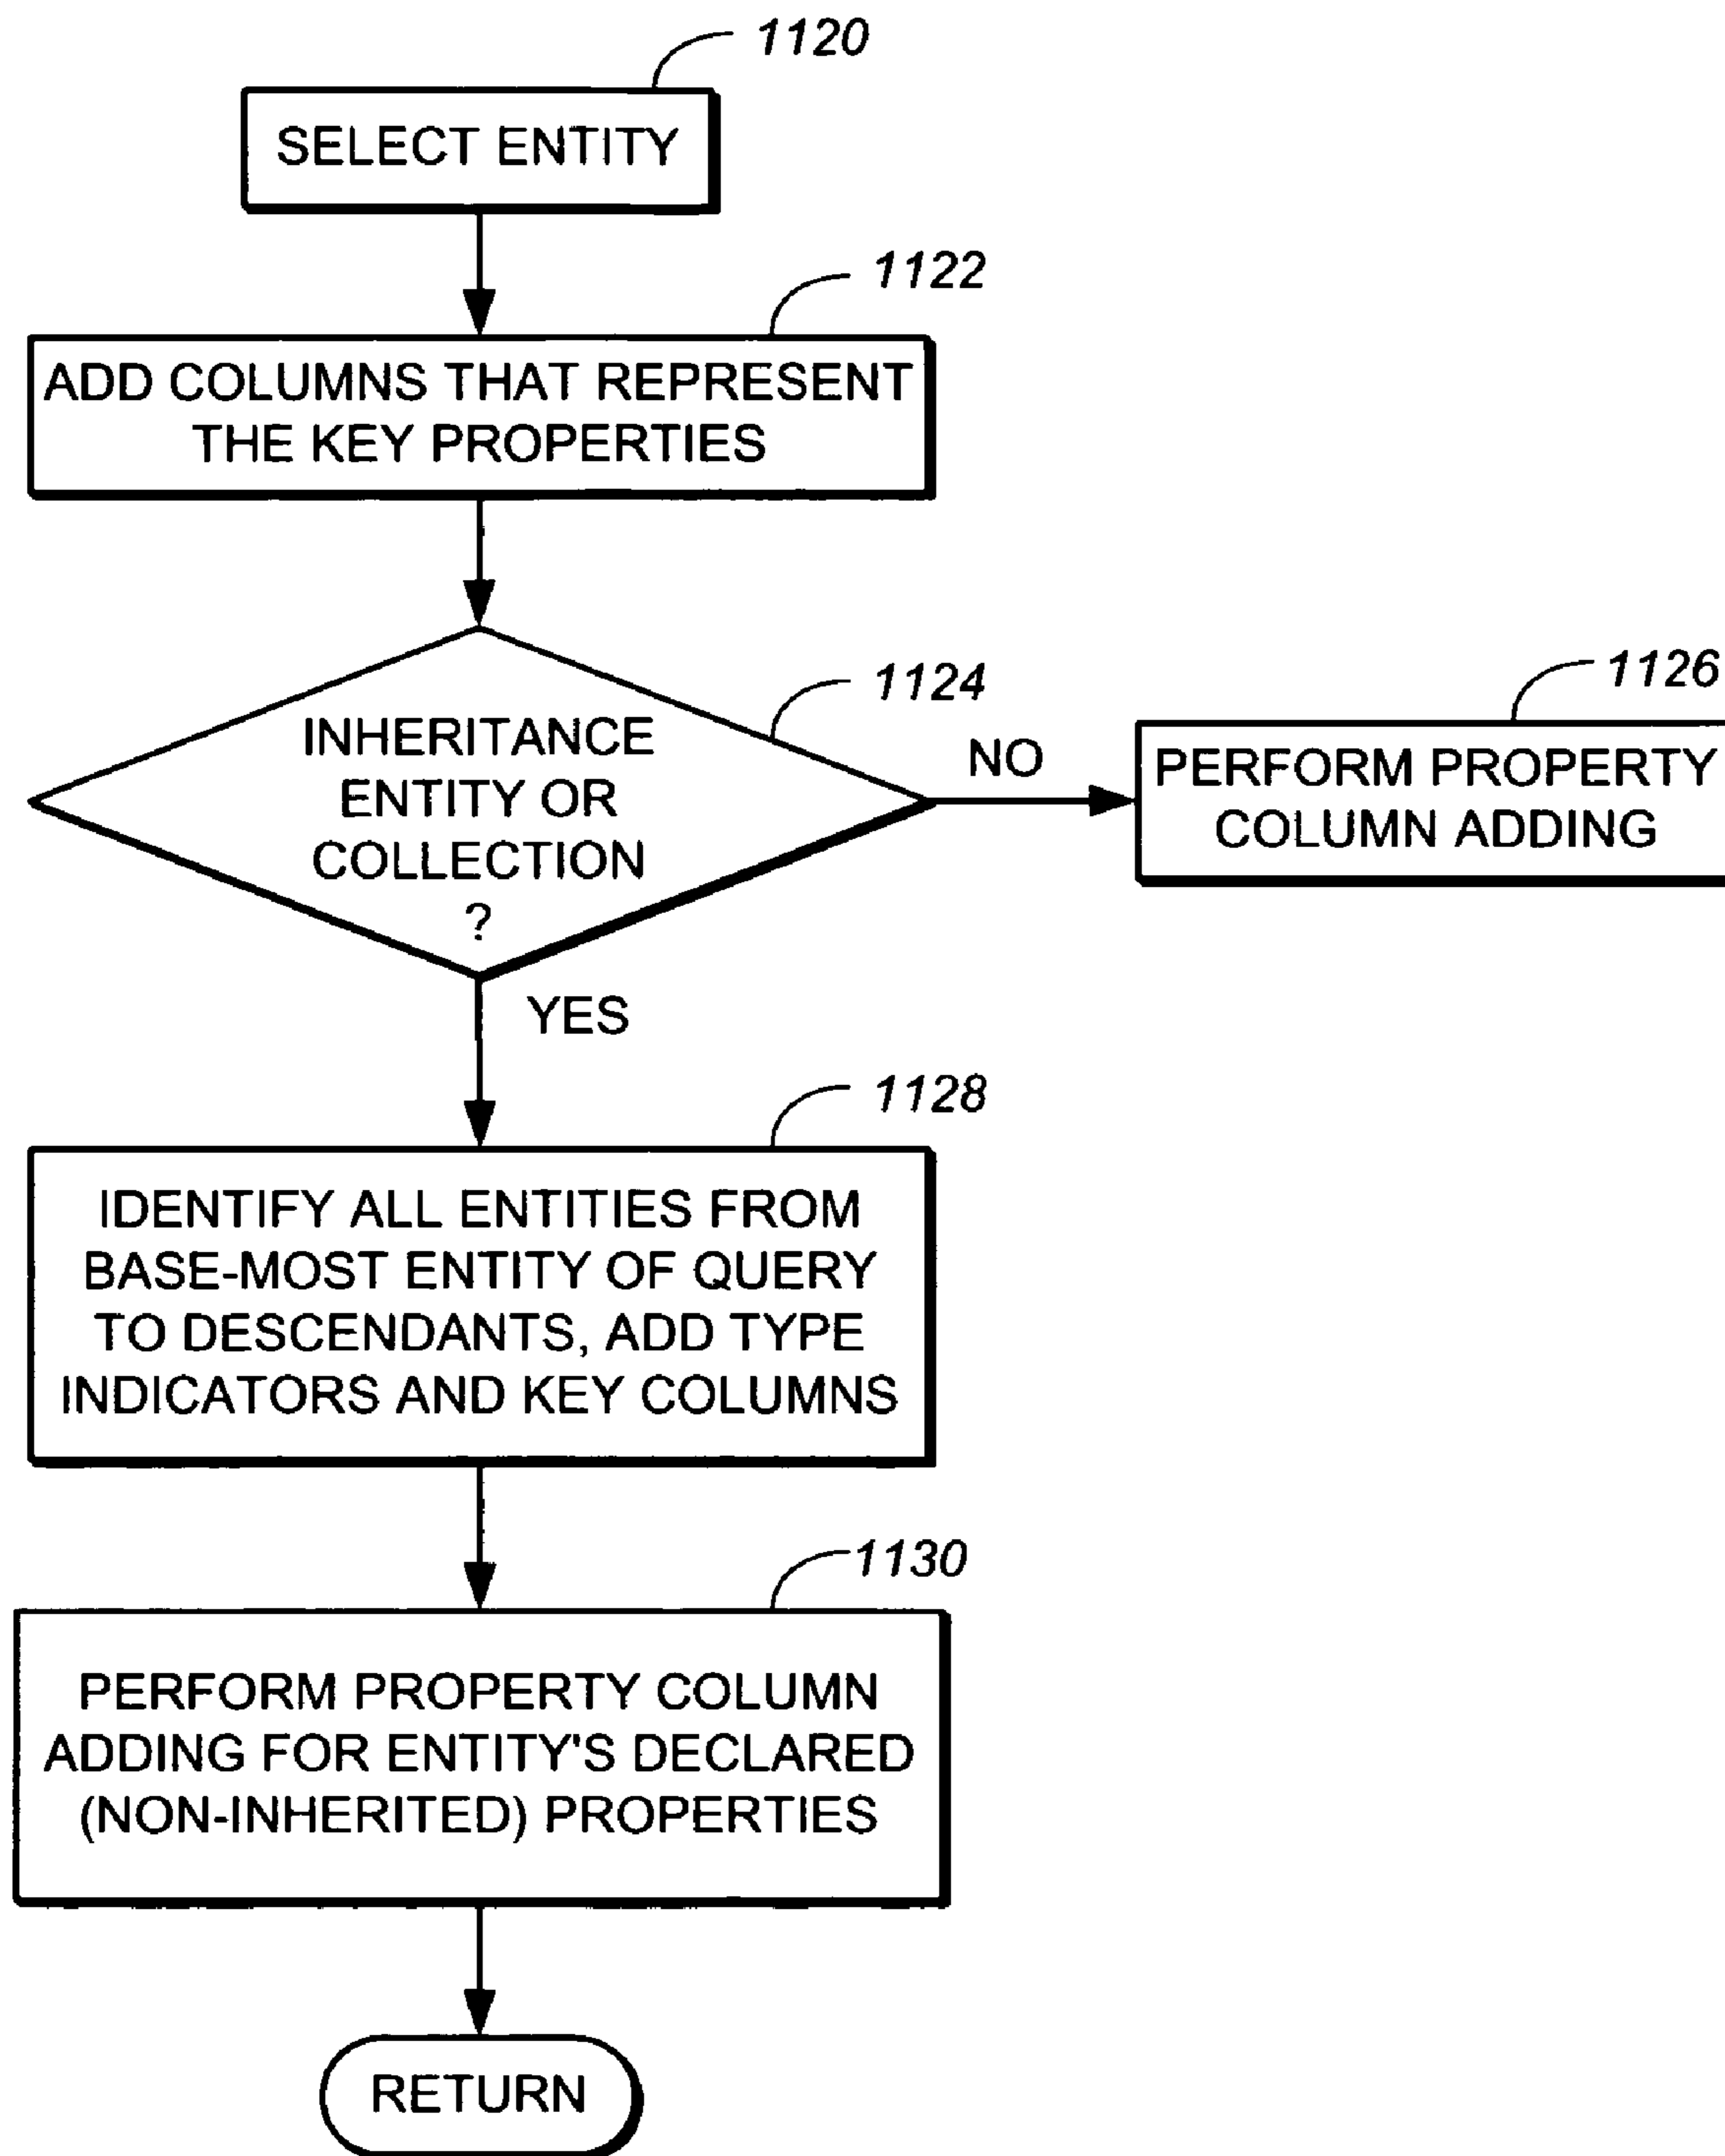 1120
SELECT ENTITY
1122
ADD COLUMNS THAT REPRESENT
THE KEY PROPERTIES
1124
INHERITANCE
ENTITY OR
COLLECTION
?
NO
1126
PERFORM PROPERTY
COLUMN ADDING
YES
1128
IDENTIFY ALL ENTITIES FROM
BASE-MOST ENTITY OF QUERY
TO DESCENDANTS, ADD TYPE
INDICATORS AND KEY COLUMNS
1130
PERFORM PROPERTY COLUMN
ADDING FOR ENTITY'S DECLARED
(NON-INHERITED) PROPERTIES
RETURN